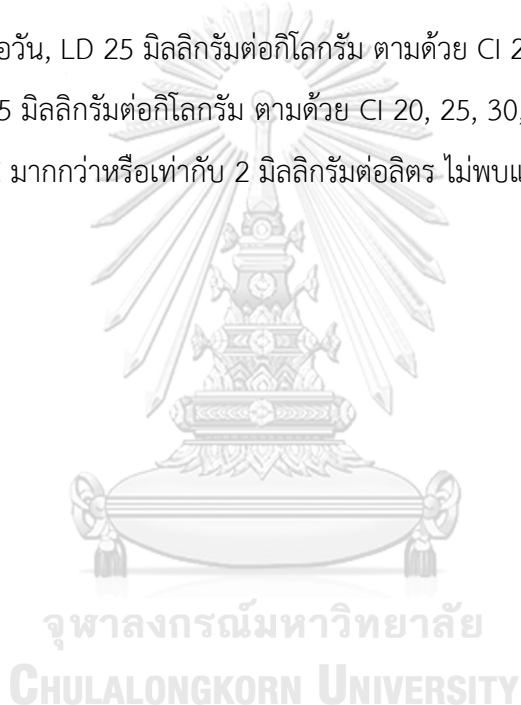 อวัน, LD 25 มิลลิกรัมต่อกิโลกรัม ตามด้วย CI 2
5 มิลลิกรัมต่อกิโลกรัม ตามด้วย CI 20, 25, 30,
มากกว่าหรือเท่ากับ 2 มิลลิกรัมต่อลิตร ไม่พบแ
จุฬาลงกรณ์มหาวิทยาลัย
CHULALONGKORN UNIVERSITY